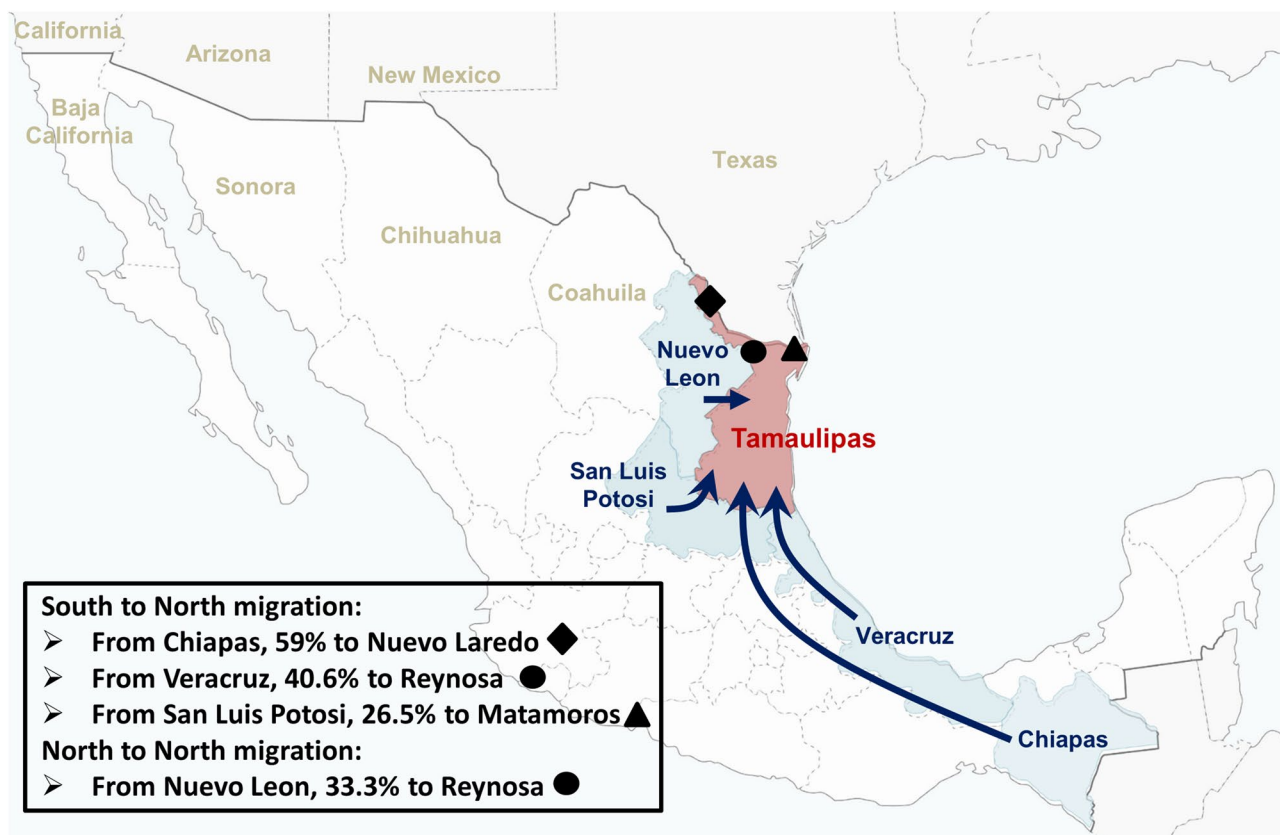 California
Arizona
New Mexico
Baja
California
Texas
Sonora
Chihuahua
Coahuila
Nuevo
Leon
Tamaulipas
San Luis
Potosi
Veracruz
Chiapas
South to North migration:
➢ From Chiapas, 59% to Nuevo Laredo ◆
➢ From Veracruz, 40.6% to Reynosa ●
➢ From San Luis Potosi, 26.5% to Matamoros ▲
North to North migration:
➢ From Nuevo Leon, 33.3% to Reynosa ●